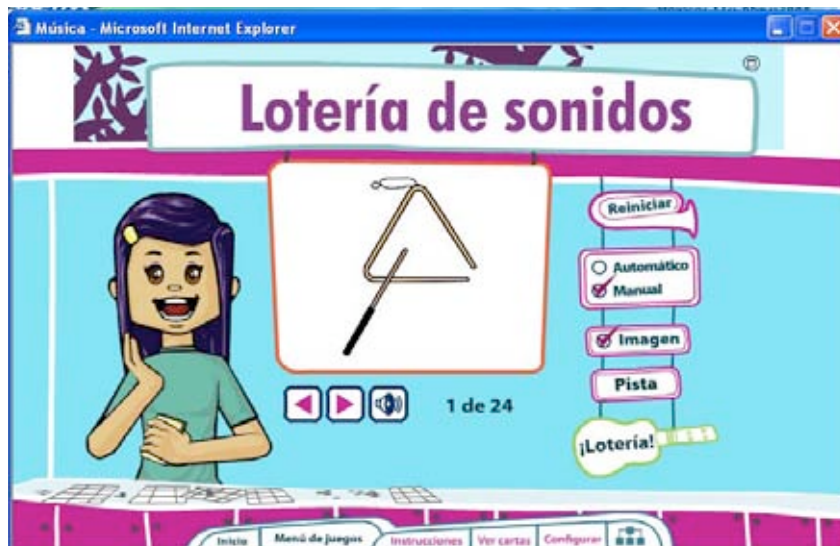 Música - Microsoft Internet Explorer
Lotería de sonidos
Reiniciar
Automático
Manual
Imagen
Pista
1 de 24
¡Lotería!
Inicio
Menú de juegos
Instrucciones
Ver cartas
Configurar